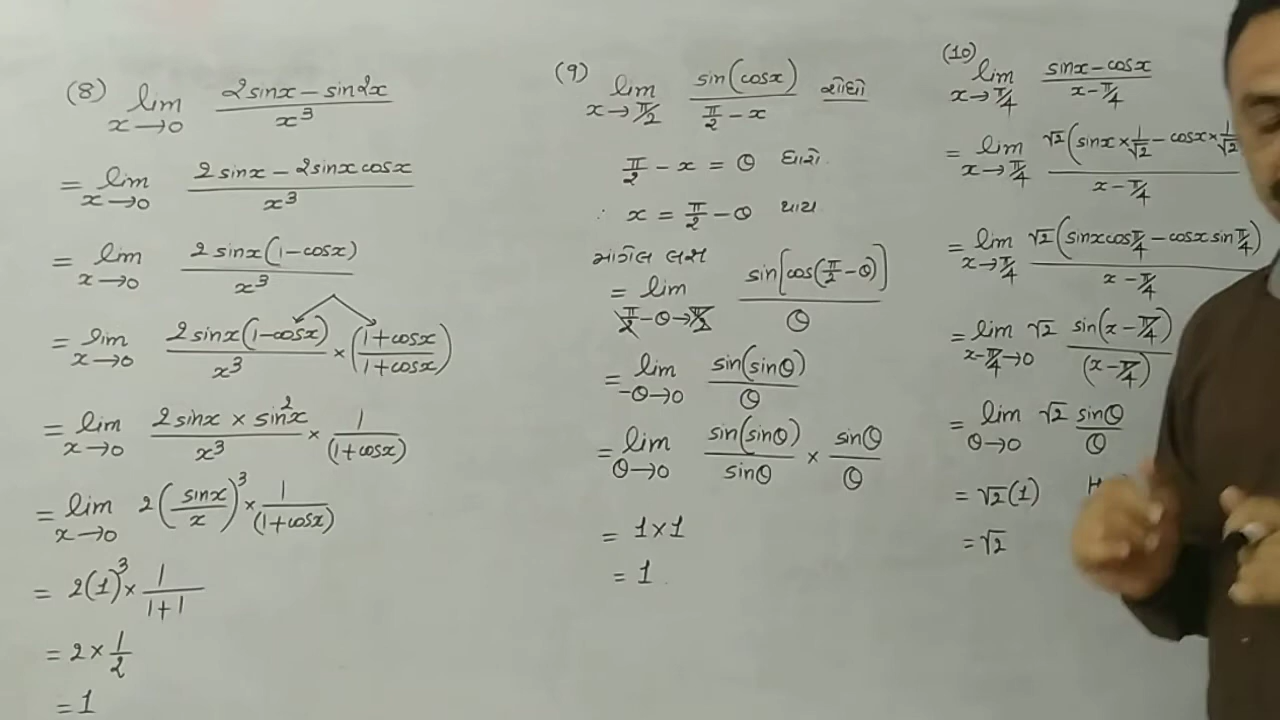 (8) lim x→0 (2sinx − sin2x)/x³
= lim x→0 (2sinx − 2sinxcosx)/x³
= lim x→0 2sinx(1−cosx)/x³
= lim x→0 2sinx(1−cosx)/x³ × ((1+cosx)/(1+cosx))
= lim x→0 (2sinx × sin²x)/x³ × 1/(1+cosx)
= lim x→0 2(sinx/x)³ × 1/(1+cosx)
= 2(1)³ × 1/(1+1)
= 2 × 1/2
= 1
(9) lim x→π/2 sin(cosx)/(π/2 − x) શોધો
π/2 − x = θ ધારો.
∴ x = π/2 − θ થાય
માંગેલ લક્ષ
= lim π/2−θ→π/2 sin[cos(π/2−θ)]/θ
= lim −θ→0 sin(sinθ)/θ
= lim θ→0 sin(sinθ)/sinθ × sinθ/θ
= 1×1
= 1
(10) lim x→π/4 (sinx−cosx)/(x−π/4)
= lim x→π/4 √2(sinx×1/√2 − cosx×1/√2)/(x−π/4)
= lim x→π/4 √2(sinxcosπ/4 − cosxsinπ/4)/(x−π/4)
= lim x−π/4→0 √2 sin(x−π/4)/(x−π/4)
= lim θ→0 √2 sinθ/θ
= √2(1)
= √2